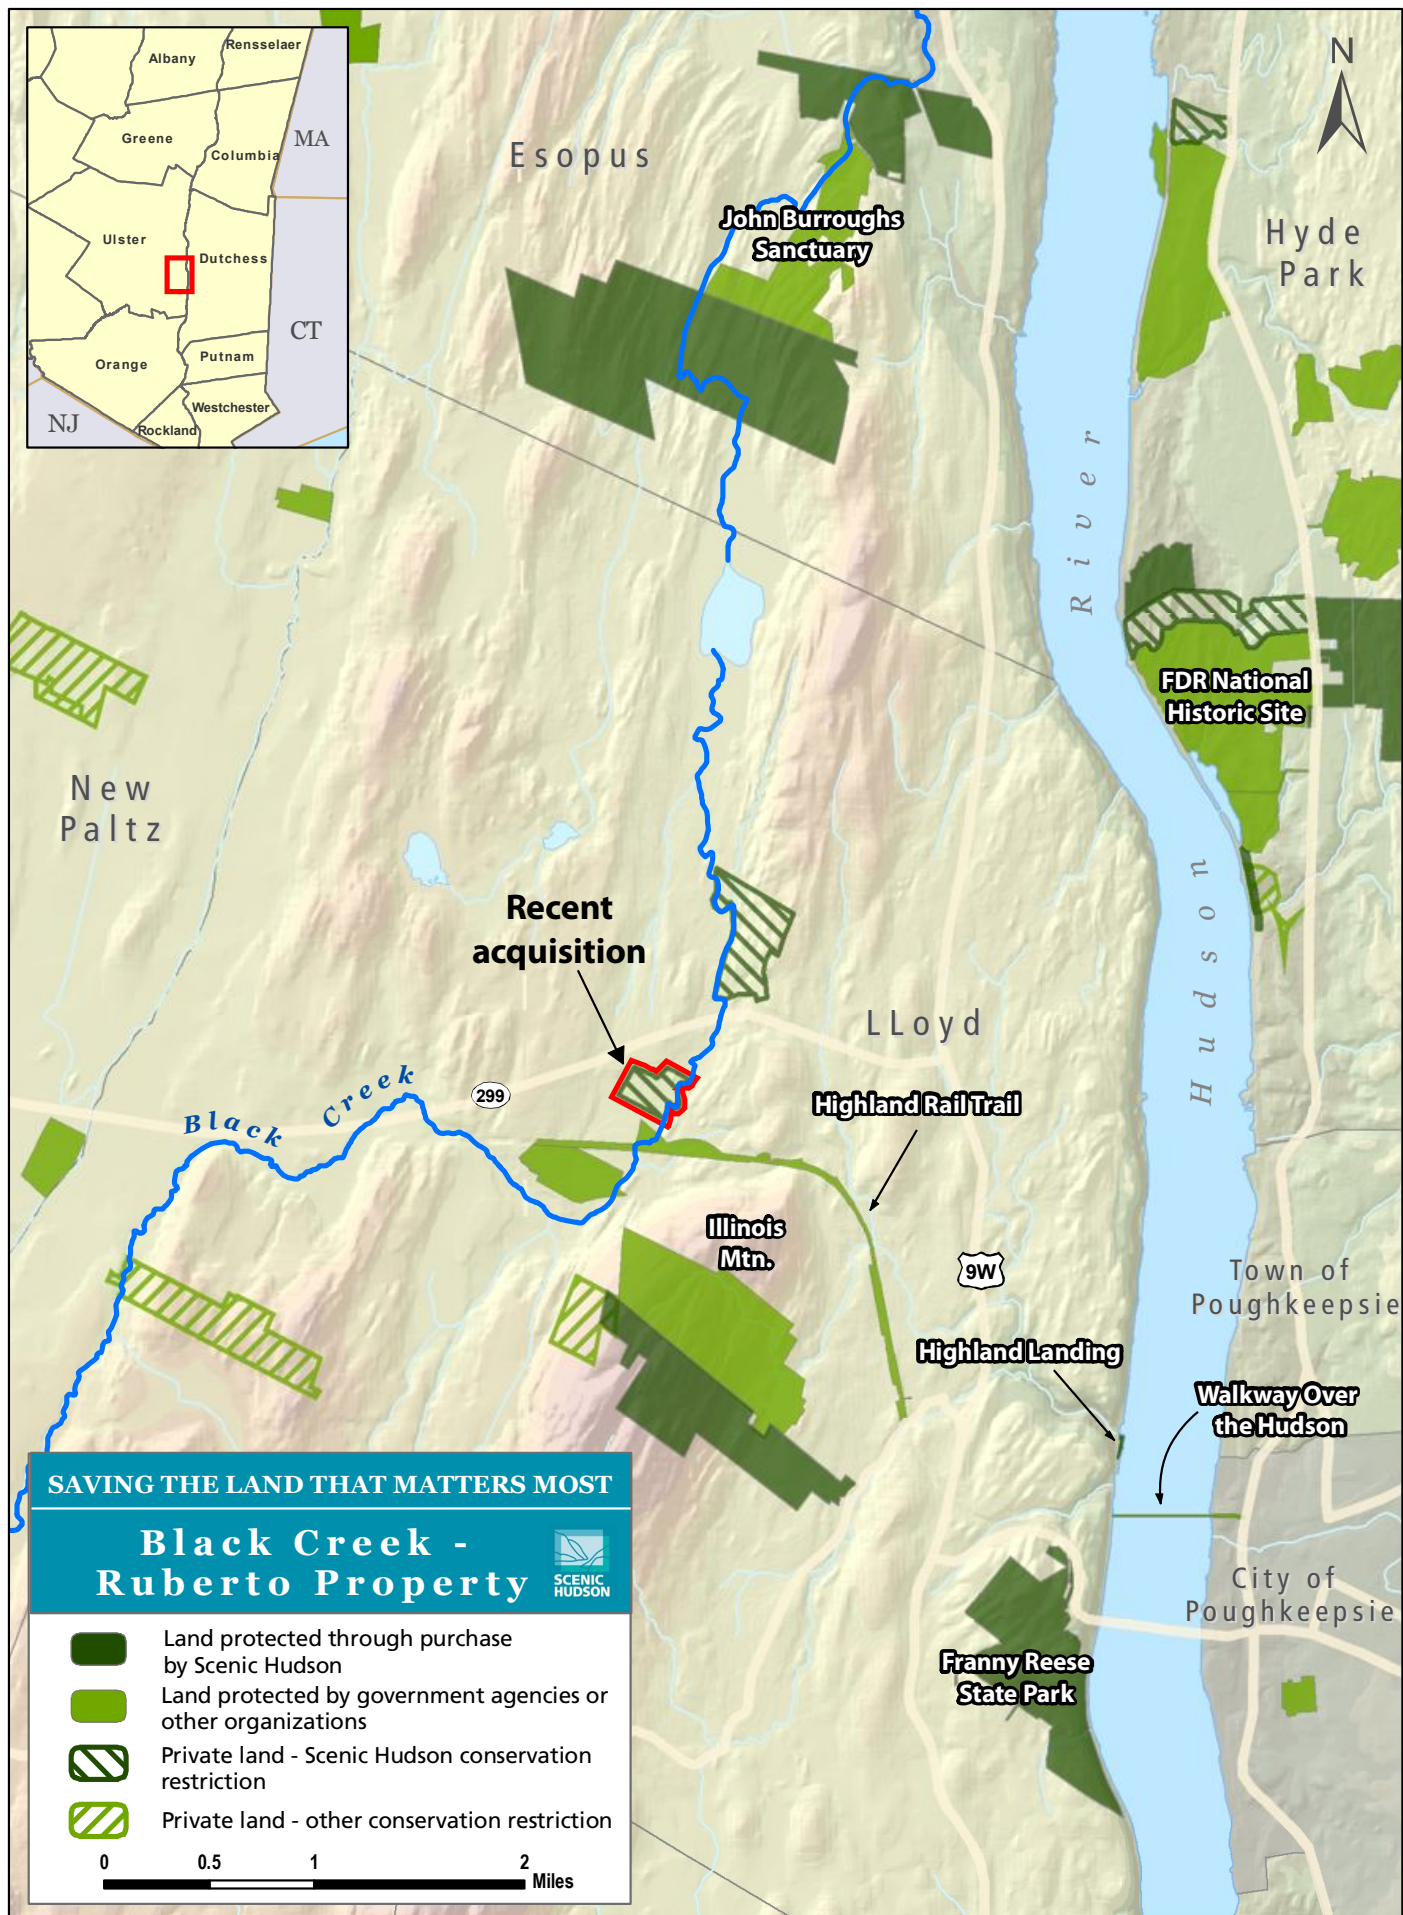 Albany
Rensselaer
Greene
Columbia
MA
Ulster
Dutchess
CT
Orange
Putnam
Westchester
NJ
Rockland
N
Esopus
John Burroughs
Sanctuary
Hyde
Park
River
FDR National
Historic Site
New
Paltz
Hudson
Recent
acquisition
LLoyd
Black Creek
299
Highland Rail Trail
Illinois
Mtn.
9W
Town of
Poughkeepsie
Highland Landing
Walkway Over
the Hudson
City of
Poughkeepsie
Franny Reese
State Park
SAVING THE LAND THAT MATTERS MOST
Black Creek -
Ruberto Property
SCENIC
HUDSON
Land protected through purchase
by Scenic Hudson
Land protected by government agencies or
other organizations
Private land - Scenic Hudson conservation
restriction
Private land - other conservation restriction
0 0.5 1 2
Miles